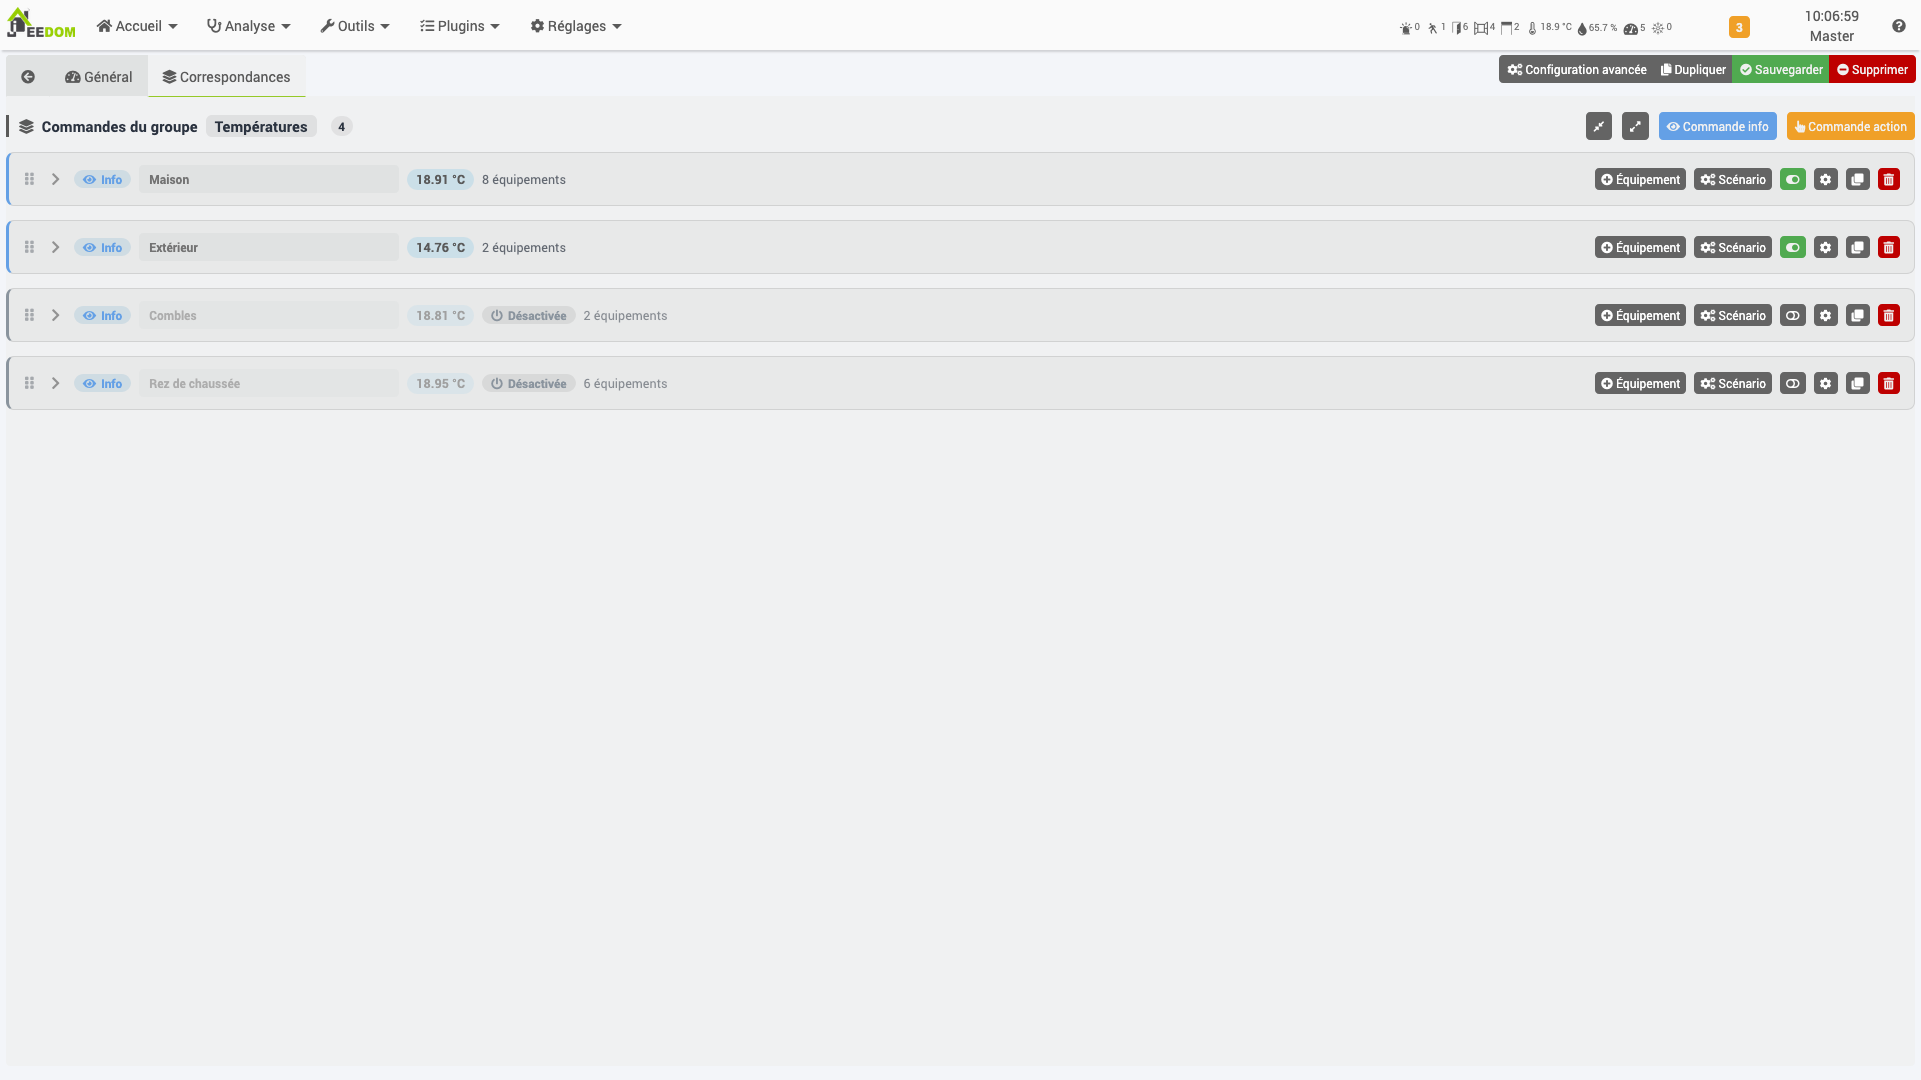 JEEDOM
Accueil
Analyse
Outils
Plugins
Réglages
0 1 6 4 2 18.9 °C 65.7 % 5 0
3
10:06:59
Master
Général
Correspondances
Configuration avancée
Dupliquer
Sauvegarder
Supprimer
Commandes du groupe Températures 4
Commande info
Commande action
Info Maison 18.91 °C 8 équipements Équipement Scénario
Info Extérieur 14.76 °C 2 équipements Équipement Scénario
Info Combles 18.81 °C Désactivée 2 équipements Équipement Scénario
Info Rez de chaussée 18.95 °C Désactivée 6 équipements Équipement Scénario